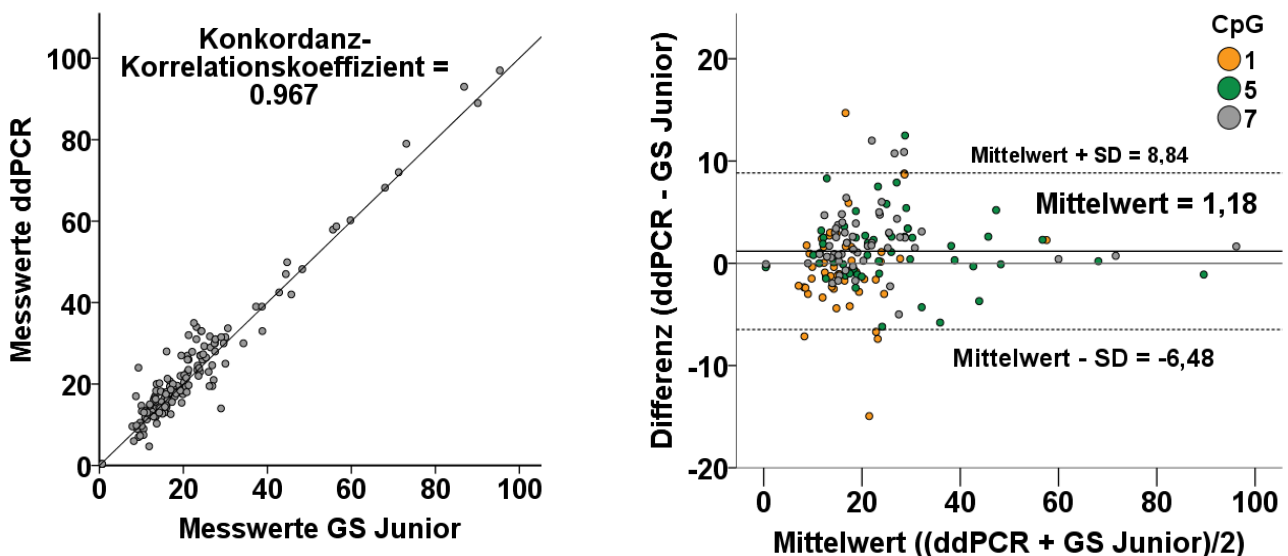 Konkordanz-
Korrelationskoeffizient =
0.967
Messwerte ddPCR
100
80
60
40
20
0
0 20 40 60 80 100
Messwerte GS Junior
CpG
1
5
7
Differenz (ddPCR - GS Junior)
20
10
0
-10
-20
Mittelwert + SD = 8,84
Mittelwert = 1,18
Mittelwert - SD = -6,48
0 20 40 60 80 100
Mittelwert ((ddPCR + GS Junior)/2)